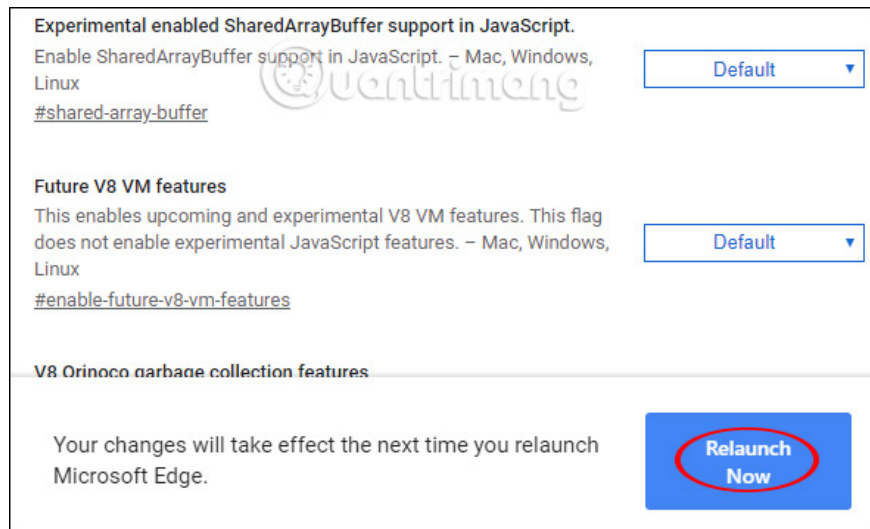 Experimental enabled SharedArrayBuffer support in JavaScript.
Enable SharedArrayBuffer support in JavaScript. – Mac, Windows,
Linux
Default
#shared-array-buffer
Quantrimang
Future V8 VM features
This enables upcoming and experimental V8 VM features. This flag
does not enable experimental JavaScript features. – Mac, Windows,
Linux
Default
#enable-future-v8-vm-features
V8 Orinoco garbage collection features
Your changes will take effect the next time you relaunch
Microsoft Edge.
Relaunch
Now